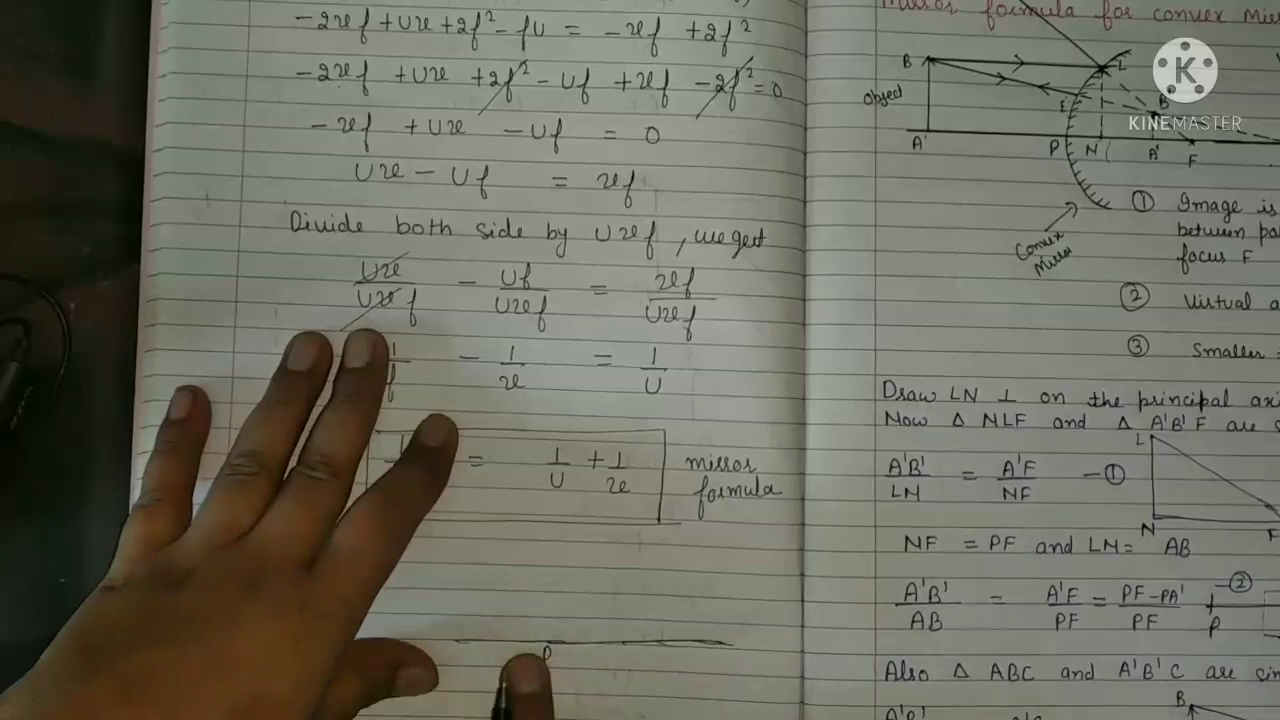 -2vf + uv + 2f² - fu = -vf + 2f²
-2vf + uv + 2f² - uf + vf - 2f² = 0
-vf + uv - uf = 0
uv - uf = vf
Divide both side by uvf, we get
uv/uvf - uf/uvf = vf/uvf
1/f - 1/v = 1/u
= 1/u + 1/v mirror formula
P
Mirror formula for convex
B
L
Object
E
B
A'
P
N
A'
F
Convex mirror
① Image is
between
focus F
② Virtual
③ Smaller
Draw LN ⊥ on the principal
Now Δ NLF and Δ A'B'F are
A'B'/LN = A'F/NF -①
L
N
F
NF = PF and LN = AB
A'B'/AB = A'F/PF = PF-PA'/PF -②
P
Also Δ ABC and A'B'C are
B
KINEMASTER